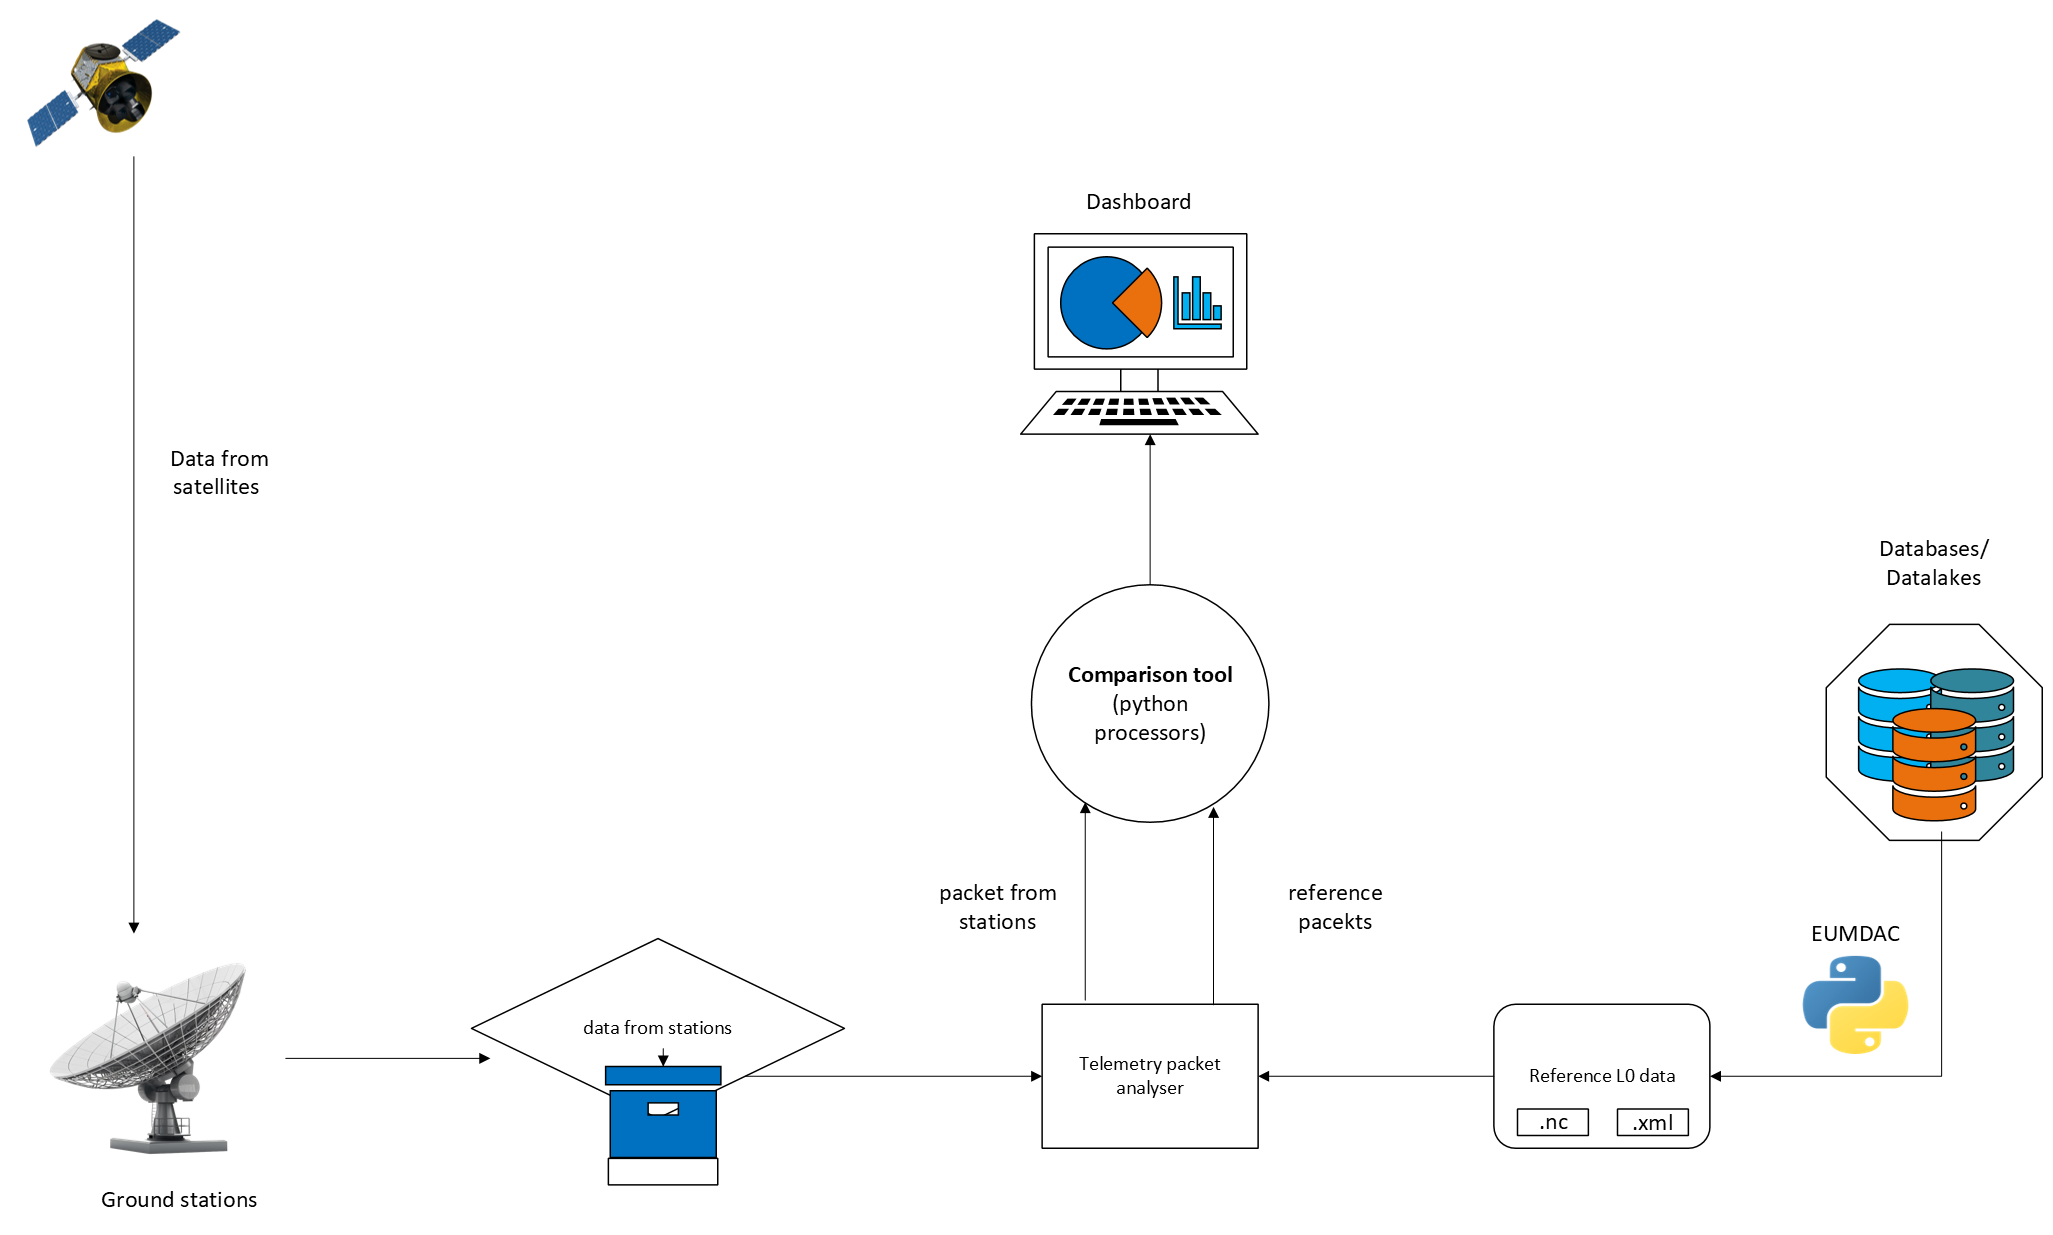 Dashboard
Data from
satellites
Databases/
Datalakes
Comparison tool
(python
processors)
packet from
stations
reference
pacekts
EUMDAC
data from stations
Telemetry packet
analyser
Reference L0 data
.nc
.xml
Ground stations